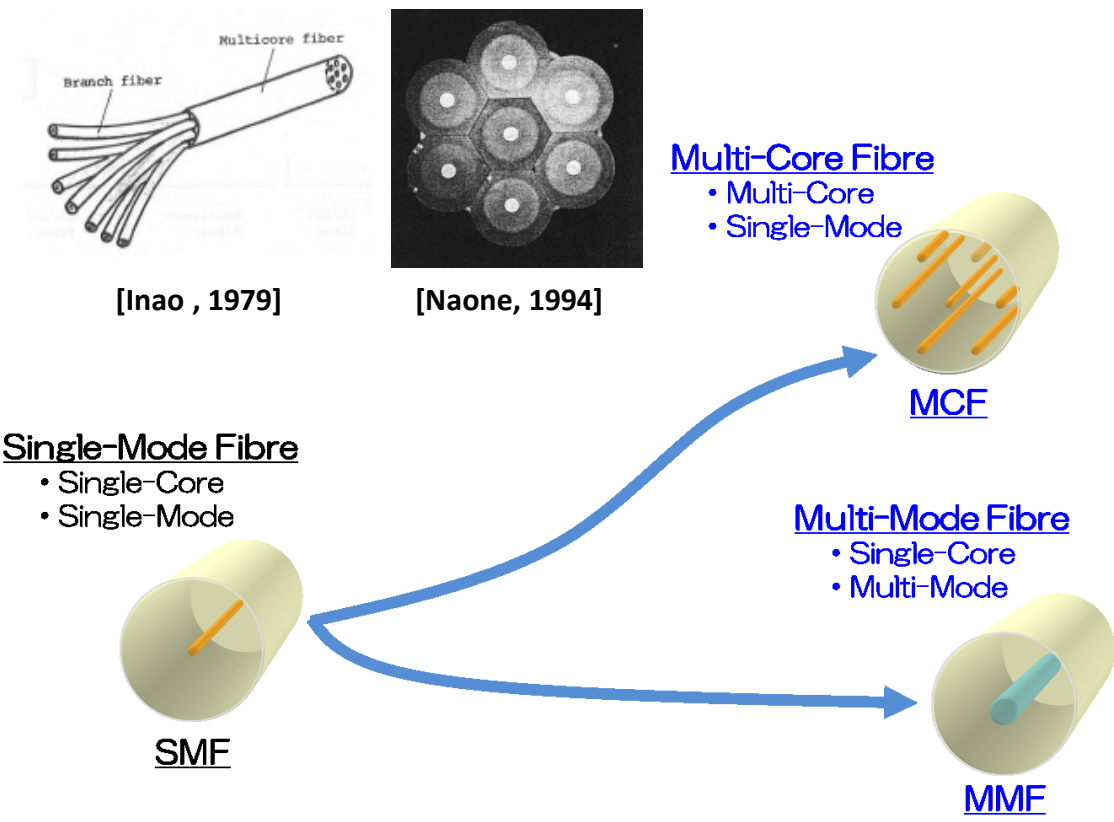 Multicore fiber
Branch fiber
[Inao , 1979]
[Naone, 1994]
Multi-Core Fibre
• Multi-Core
• Single-Mode
MCF
Single-Mode Fibre
• Single-Core
• Single-Mode
SMF
Multi-Mode Fibre
• Single-Core
• Multi-Mode
MMF